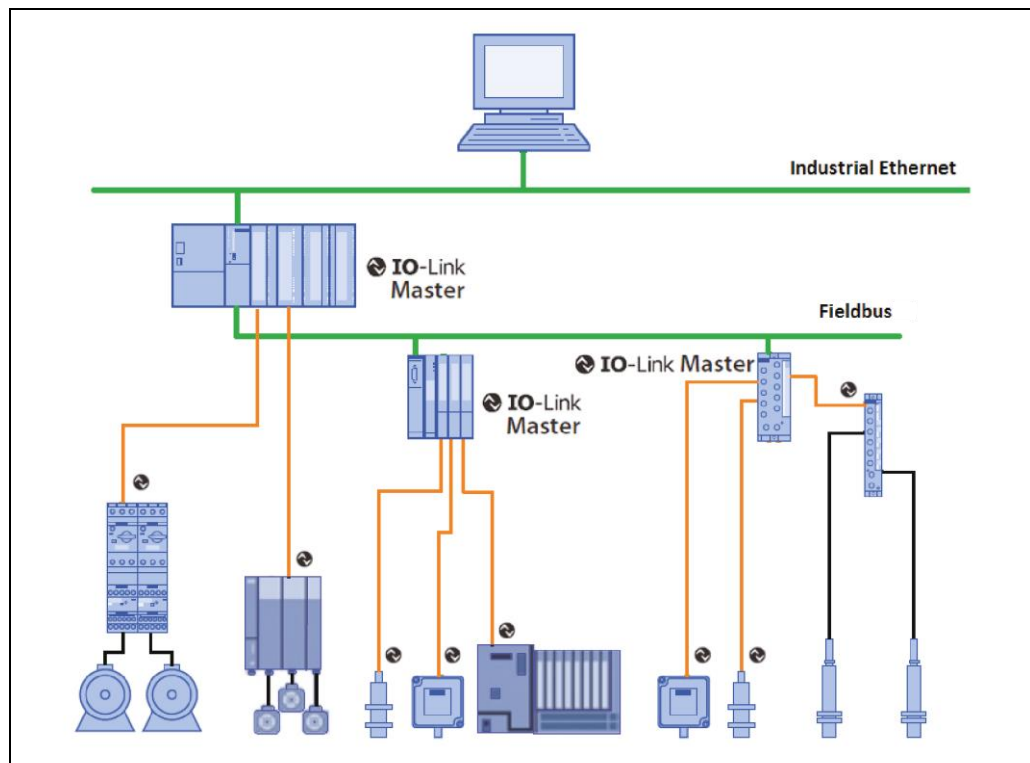 Industrial Ethernet
IO-Link
Master
Fieldbus
IO-Link Master
IO-Link
Master